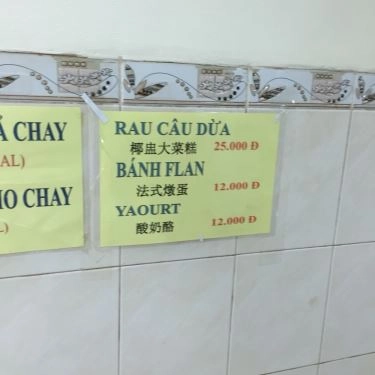 Á CHAY
AL)
HO CHAY
L)
RAU CÂU DỪA
椰盅大菜糕 25.000 Đ
BÁNH FLAN
法式燉蛋 12.000 Đ
YAOURT
酸奶酪 12.000 Đ